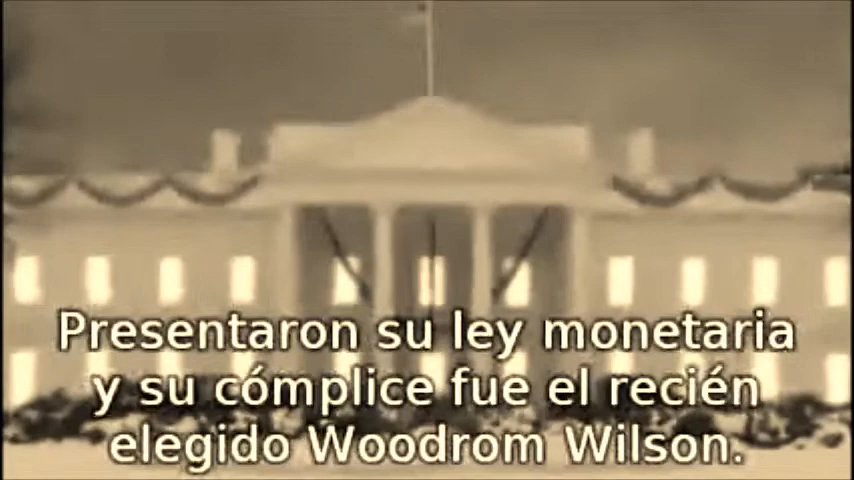 Presentaron su ley monetaria
y su cómplice fue el recién
elegido Woodrom Wilson.